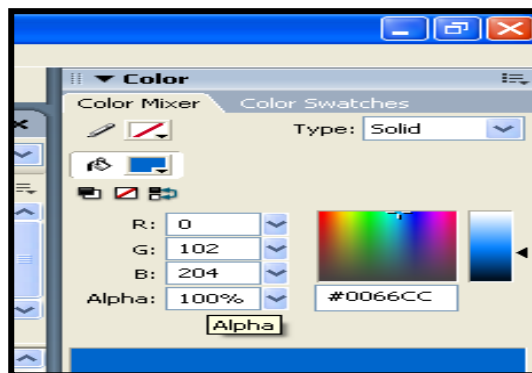 Color
Color Mixer Color Swatches
Type: Solid
R: 0
G: 102
B: 204
Alpha: 100% #0066CC
Alpha